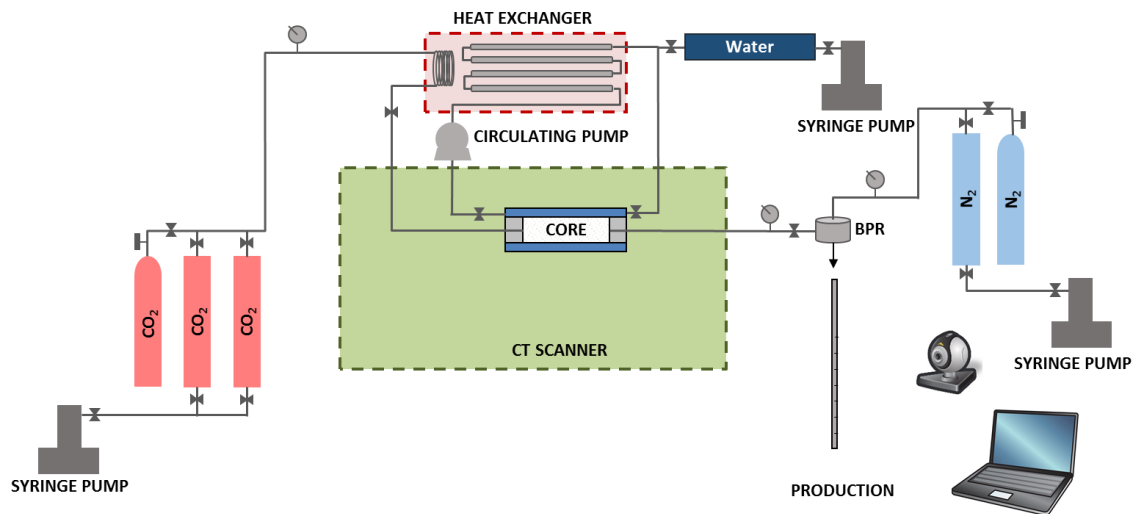 HEAT EXCHANGER
Water
SYRINGE PUMP
CIRCULATING PUMP
N₂
N₂
CORE
BPR
CO₂
CO₂
CO₂
CT SCANNER
SYRINGE PUMP
SYRINGE PUMP
PRODUCTION